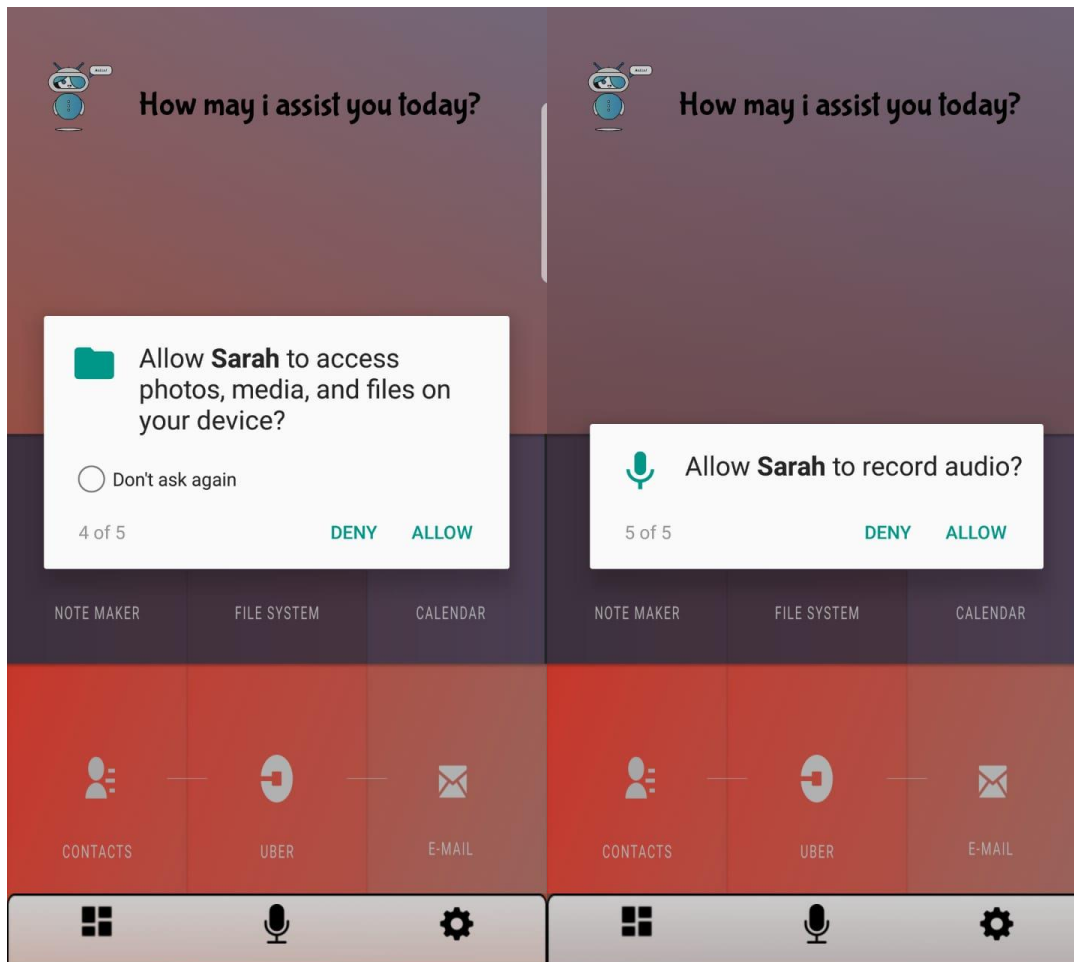 How may i assist you today?
Allow Sarah to access
photos, media, and files on
your device?
Don't ask again
4 of 5
DENY
ALLOW
NOTE MAKER
FILE SYSTEM
CALENDAR
CONTACTS
UBER
E-MAIL
How may i assist you today?
Allow Sarah to record audio?
5 of 5
DENY
ALLOW
NOTE MAKER
FILE SYSTEM
CALENDAR
CONTACTS
UBER
E-MAIL